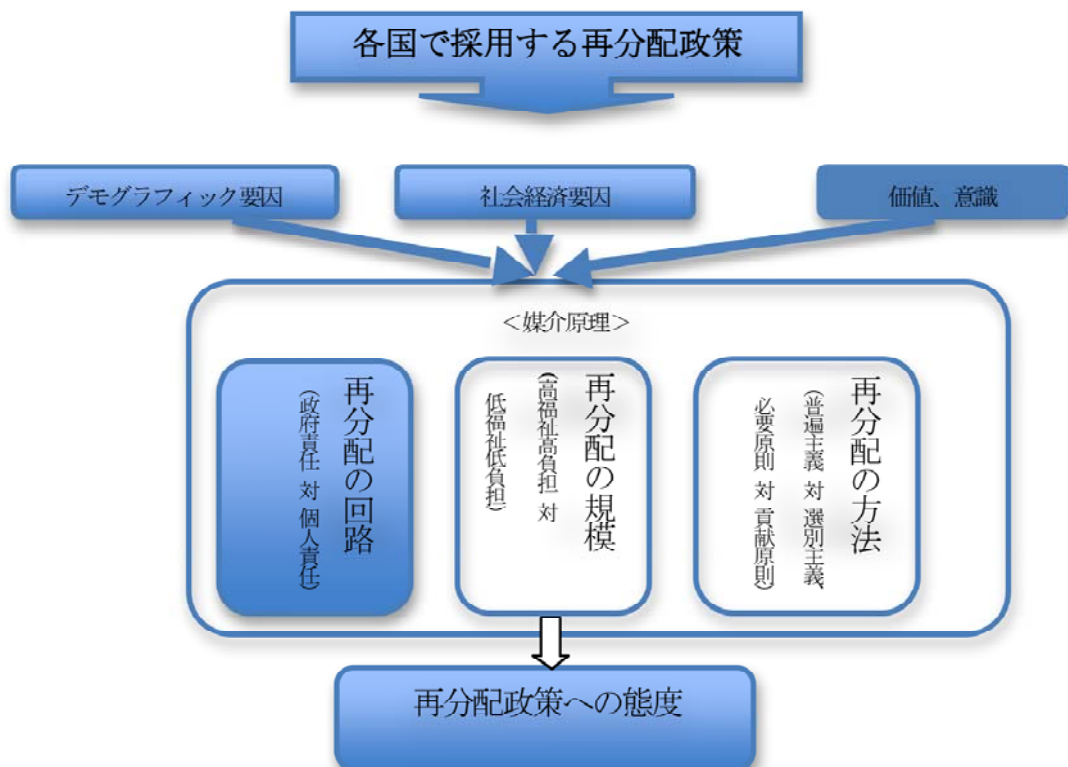 各国で採用する再分配政策
デモグラフィック要因
社会経済要因
価値、意識
＜媒介原理＞
再分配の回路
(政府責任 対 個人責任)
再分配の規模
(高福祉高負担 対
低福祉低負担)
再分配の方法
(普遍主義 対 選別主義、
必要原則 対 貢献原則)
再分配政策への態度